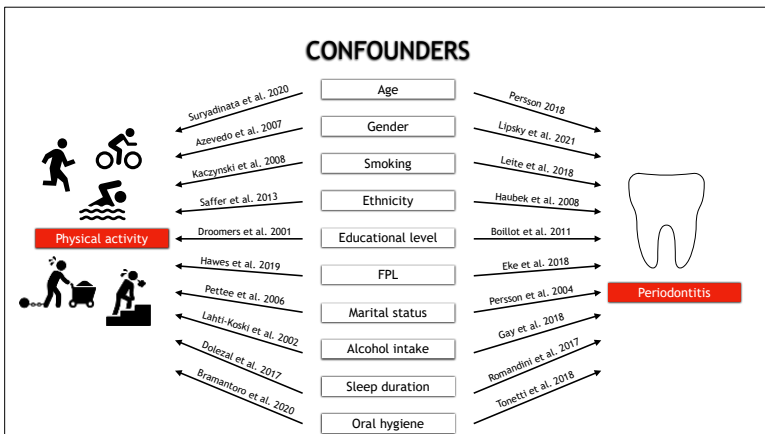 CONFOUNDERS
Suryadinata et al. 2020
Age
Persson 2018
Azevedo et al. 2007
Gender
Lipsky et al. 2021
Kaczynski et al. 2008
Smoking
Leite et al. 2018
Saffer et al. 2013
Ethnicity
Haubek et al. 2008
Physical activity
Droomers et al. 2001
Educational level
Boillot et al. 2011
Hawes et al. 2019
FPL
Eke et al. 2018
Periodontitis
Pettee et al. 2006
Marital status
Persson et al. 2004
Lahti-Koski et al. 2002
Alcohol intake
Gay et al. 2018
Dolezal et al. 2017
Sleep duration
Romandini et al. 2017
Bramantoro et al. 2020
Oral hygiene
Tonetti et al. 2018